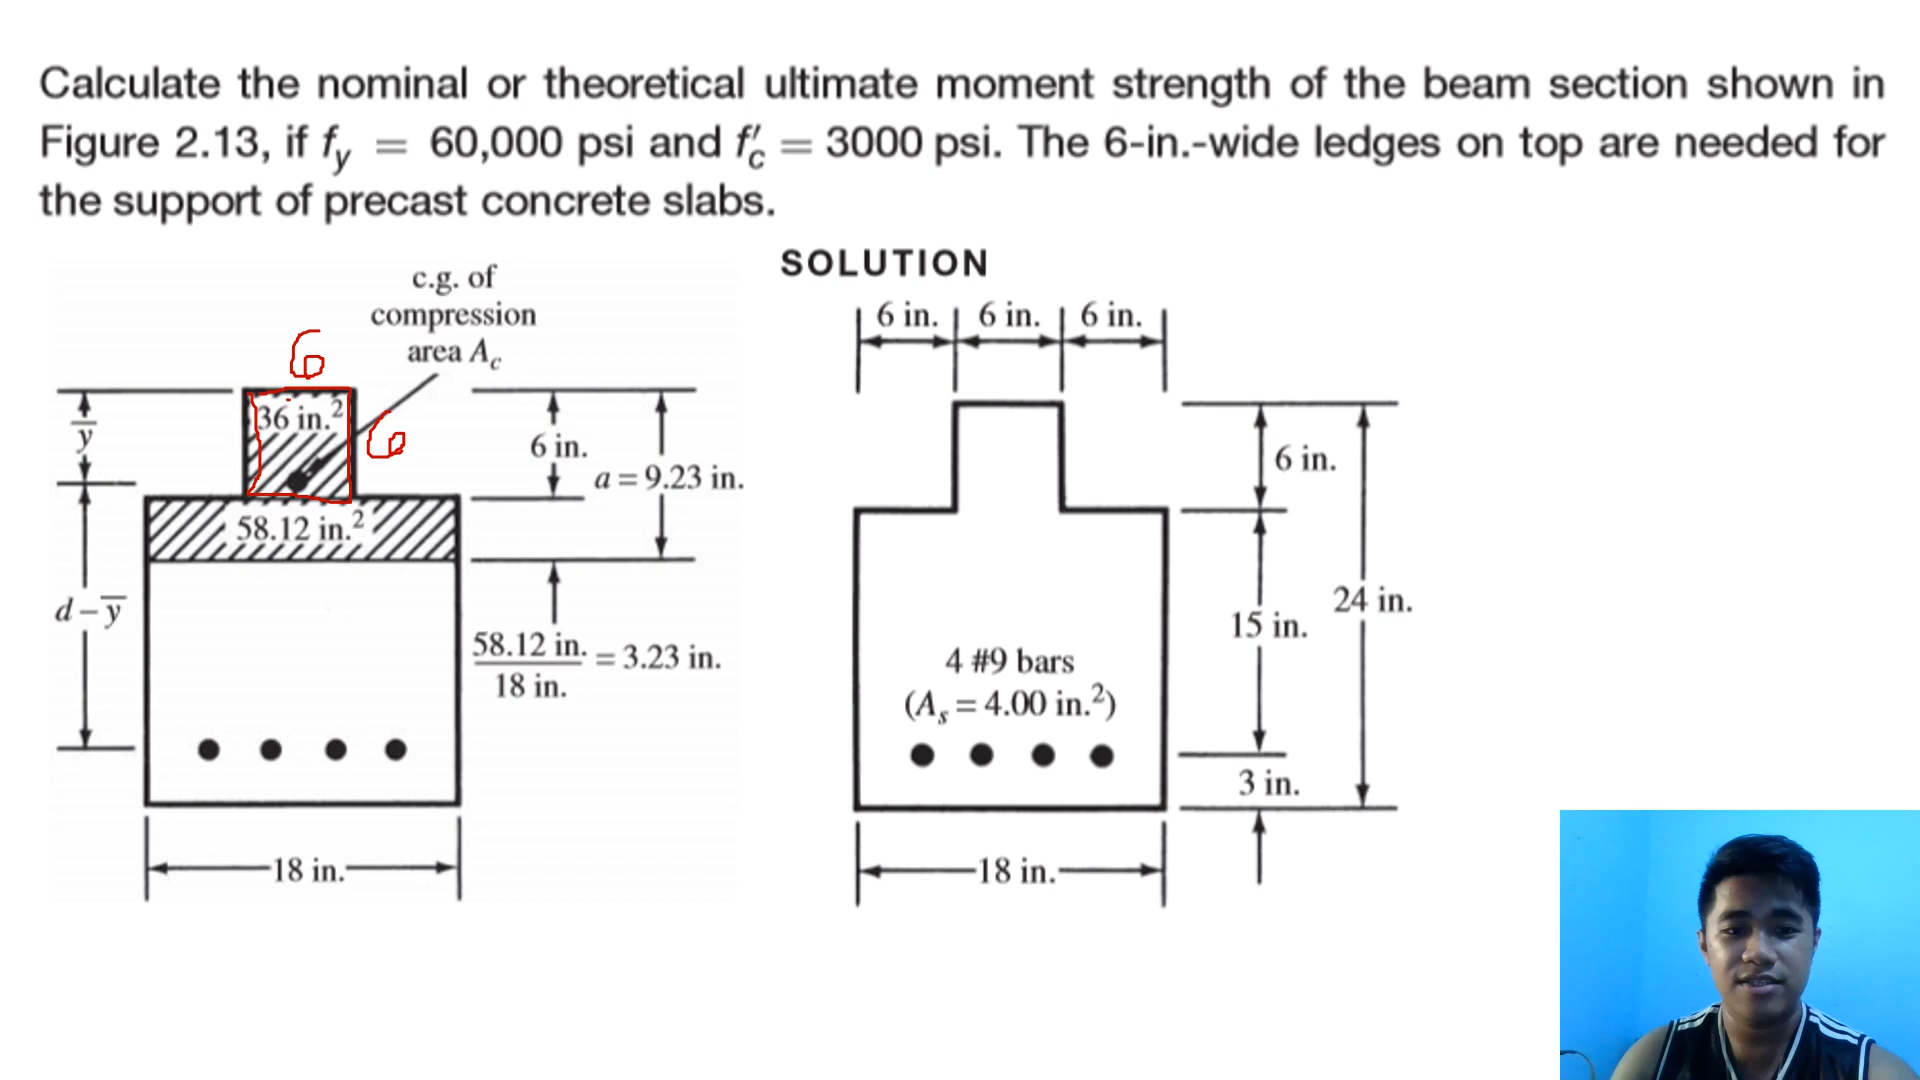 Calculate the nominal or theoretical ultimate moment strength of the beam section shown in
Figure 2.13, if fy = 60,000 psi and f′c = 3000 psi. The 6-in.-wide ledges on top are needed for
the support of precast concrete slabs.
SOLUTION
c.g. of
compression
area Ac
6
36 in.²
6
y̅
6 in.
a = 9.23 in.
58.12 in.²
d – y̅
58.12 in.
18 in.
= 3.23 in.
18 in.
6 in.
6 in.
6 in.
6 in.
24 in.
15 in.
4 #9 bars
(As = 4.00 in.²)
3 in.
18 in.